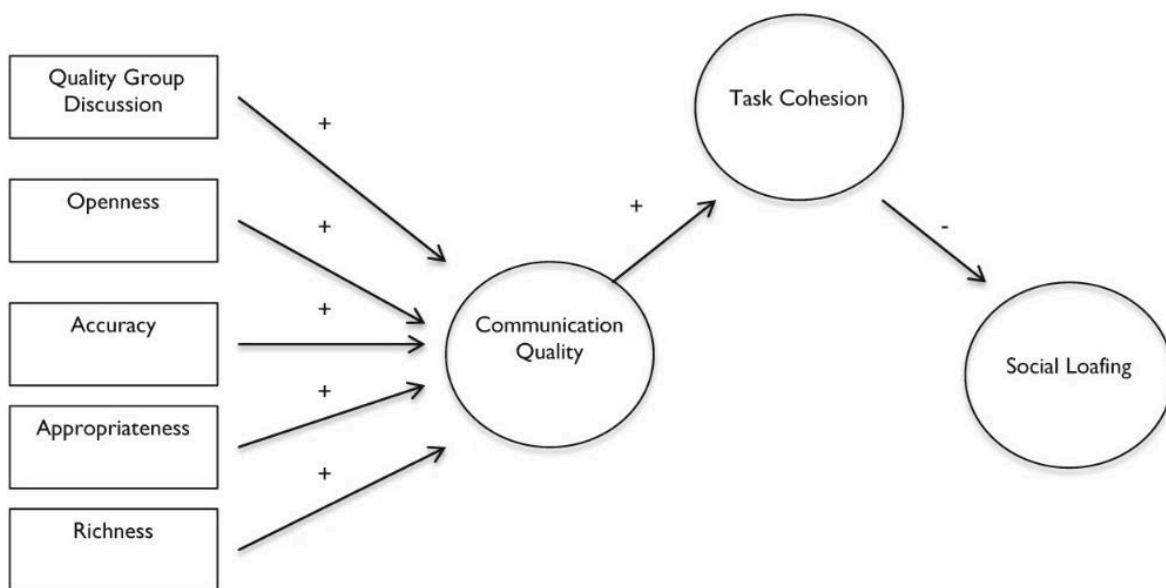 Quality Group
Discussion
+
Openness
+
Accuracy
+
Appropriateness
+
Richness
+
Communication
Quality
+
Task Cohesion
-
Social Loafing